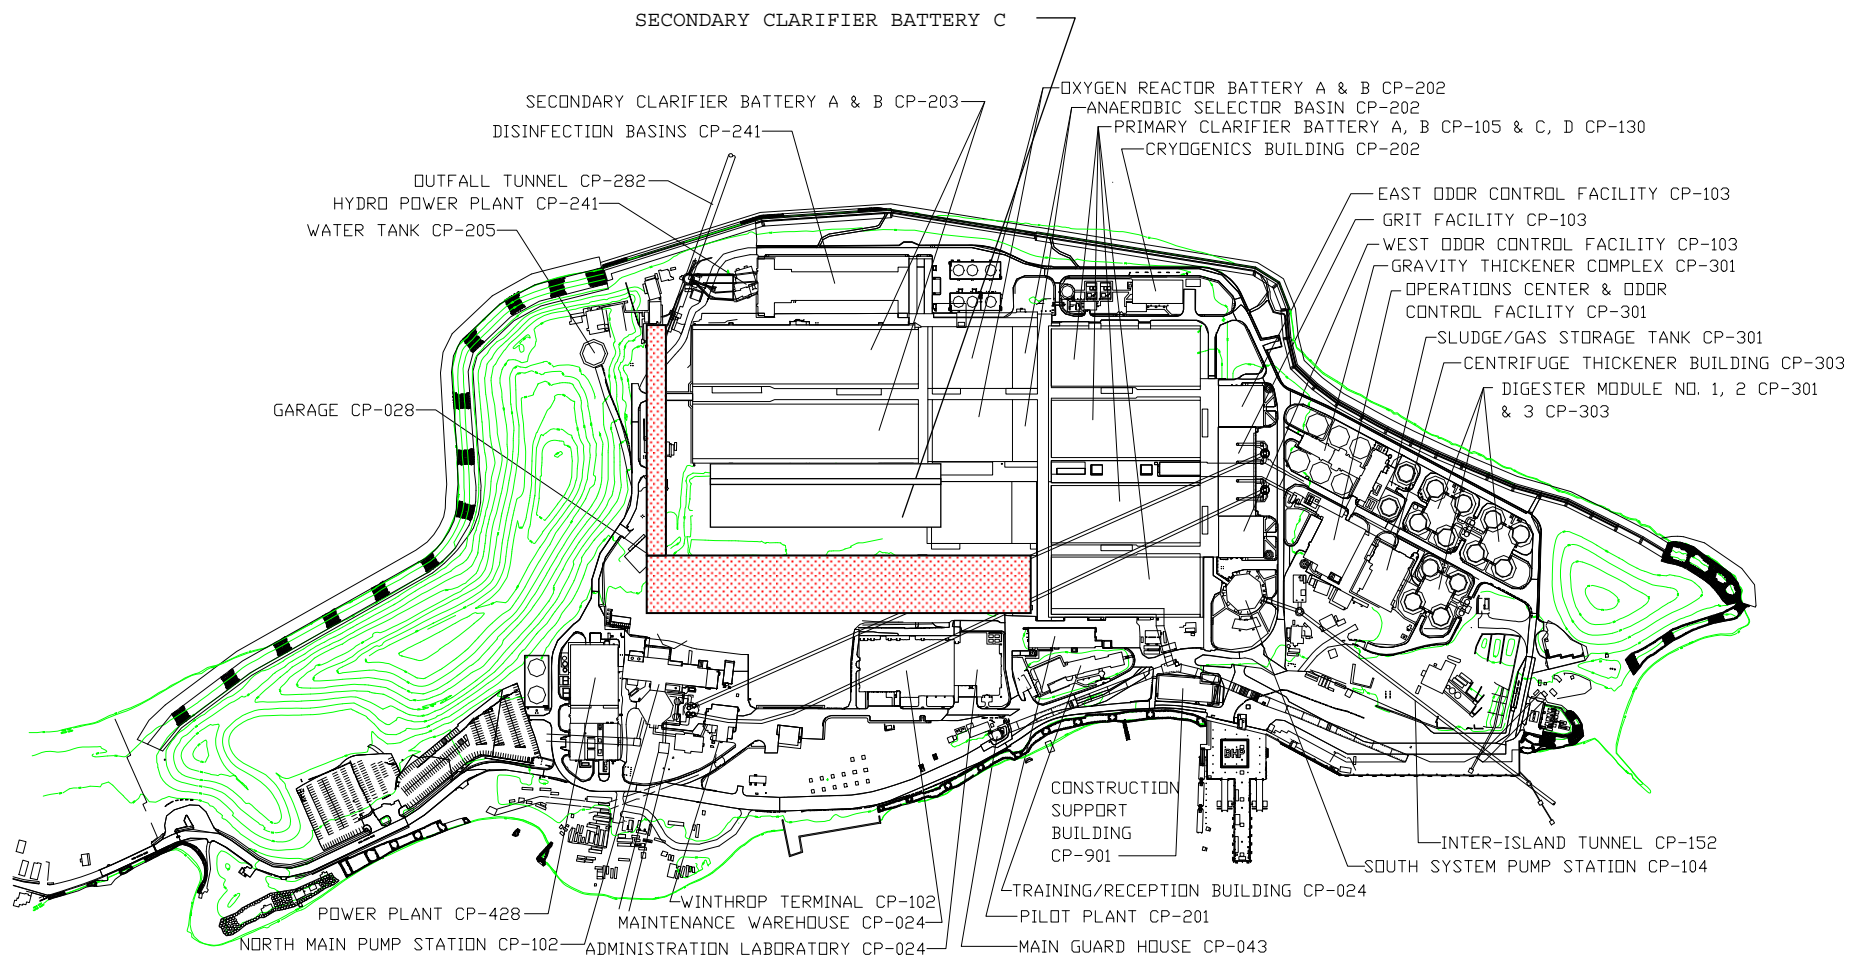 SECONDARY CLARIFIER BATTERY C
OXYGEN REACTOR BATTERY A & B CP-202
SECONDARY CLARIFIER BATTERY A & B CP-203
ANAEROBIC SELECTOR BASIN CP-202
DISINFECTION BASINS CP-241
PRIMARY CLARIFIER BATTERY A, B CP-105 & C, D CP-130
CRYOGENICS BUILDING CP-202
OUTFALL TUNNEL CP-282
EAST ODOR CONTROL FACILITY CP-103
HYDRO POWER PLANT CP-241
GRIT FACILITY CP-103
WATER TANK CP-205
WEST ODOR CONTROL FACILITY CP-103
GRAVITY THICKENER COMPLEX CP-301
OPERATIONS CENTER & ODOR
CONTROL FACILITY CP-301
SLUDGE/GAS STORAGE TANK CP-301
CENTRIFUGE THICKENER BUILDING CP-303
DIGESTER MODULE NO. 1, 2 CP-301
& 3 CP-303
GARAGE CP-028
CONSTRUCTION
SUPPORT
BUILDING
CP-901
INTER-ISLAND TUNNEL CP-152
SOUTH SYSTEM PUMP STATION CP-104
TRAINING/RECEPTION BUILDING CP-024
WINTHROP TERMINAL CP-102
POWER PLANT CP-428
PILOT PLANT CP-201
MAINTENANCE WAREHOUSE CP-024
NORTH MAIN PUMP STATION CP-102
ADMINISTRATION LABORATORY CP-024
MAIN GUARD HOUSE CP-043